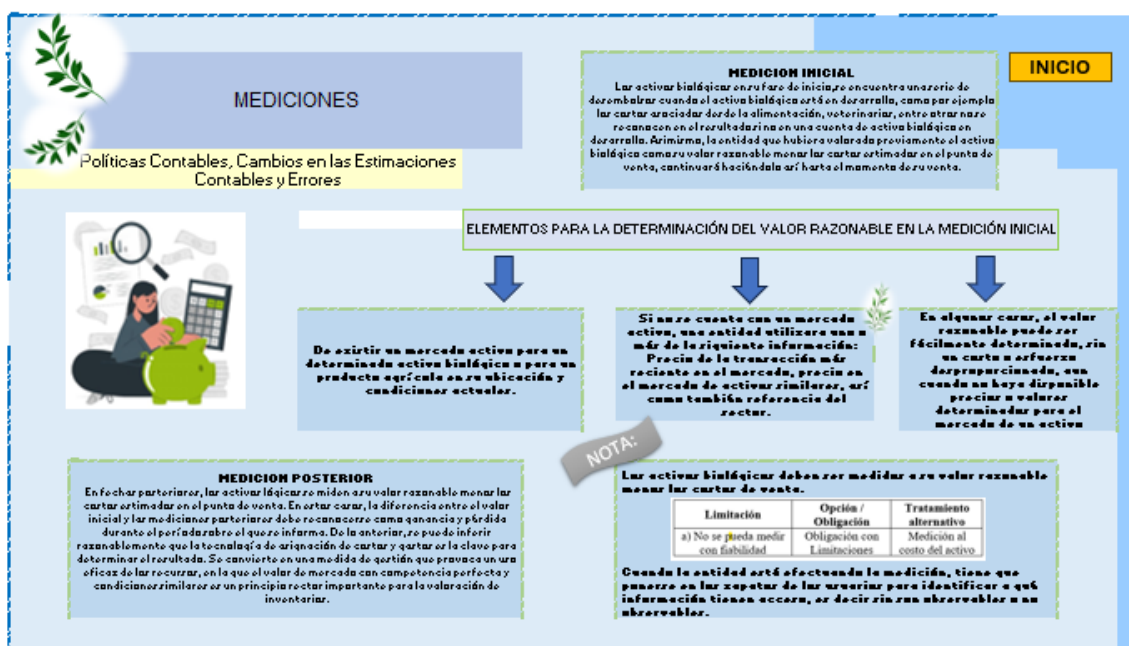 MEDICION INICIAL
INICIO
Los activos biológicos en su fase de inicio, se encuentra una serie de
desembolsos cuando el activo biológico está en desarrollo, como por ejemplo
los costos asociados desde la alimentación, veterinarios, entre otros no se
reconocen en el resultado sino en una cuenta de activo biológico en
desarrollo. Asimismo, la entidad que hubiera valorado previamente el activo
biológico como su valor razonable menos los costos estimados en el punto de
venta, continuará haciéndolo así hasta el momento de su venta.
MEDICIONES
Políticas Contables, Cambios en las Estimaciones
Contables y Errores
ELEMENTOS PARA LA DETERMINACIÓN DEL VALOR RAZONABLE EN LA MEDICIÓN INICIAL
De existir un mercado activo para un
determinado activo biológico o para un
producto agrícola en su ubicación y
condiciones actuales.
Si no se cuenta con un mercado
activo, una entidad utilizara uno o
más de la siguiente información:
Precio de la transacción más
reciente en el mercado, precio en
el mercado de activos similares, así
como también referencia del
sector.
En algunos casos, el valor
razonable puede ser
fácilmente determinado, sin
un costo o esfuerzo
desproporcionado, aun
cuando no haya disponible
precios o valores
determinados para el
mercado de un activo
NOTA:
MEDICION POSTERIOR
En fechas posteriores, los activos lógicos se miden a su valor razonable menos los
costos estimados en el punto de venta. En estos casos, la diferencia entre el valor
inicial y las mediciones posteriores debe reconocerse como ganancia y pérdida
durante el período sobre el que se informa. De lo anterior, se puede inferir
razonablemente que la tecnología de asignación de costos y gastos es la clave para
determinar el resultado. Se convierte en una medida de gestión que provoca un uso
eficaz de los recursos, en la que el valor de mercado con competencia perfecta y
condiciones similares es un principio rector importante para la valoración de
inventarios.
Los activos biológicos deben ser medidos a su valor razonable
menos los costos de venta.
Limitación Opción / Obligación Tratamiento alternativo
a) No se pueda medir con fiabilidad Obligación con Limitaciones Medición al costo del activo
Cuando la entidad está efectuando la medición, tiene que
ponerse en los zapatos de los usuarios para identificar a qué
información tienen acceso, es decir sin son observables o no
observables.